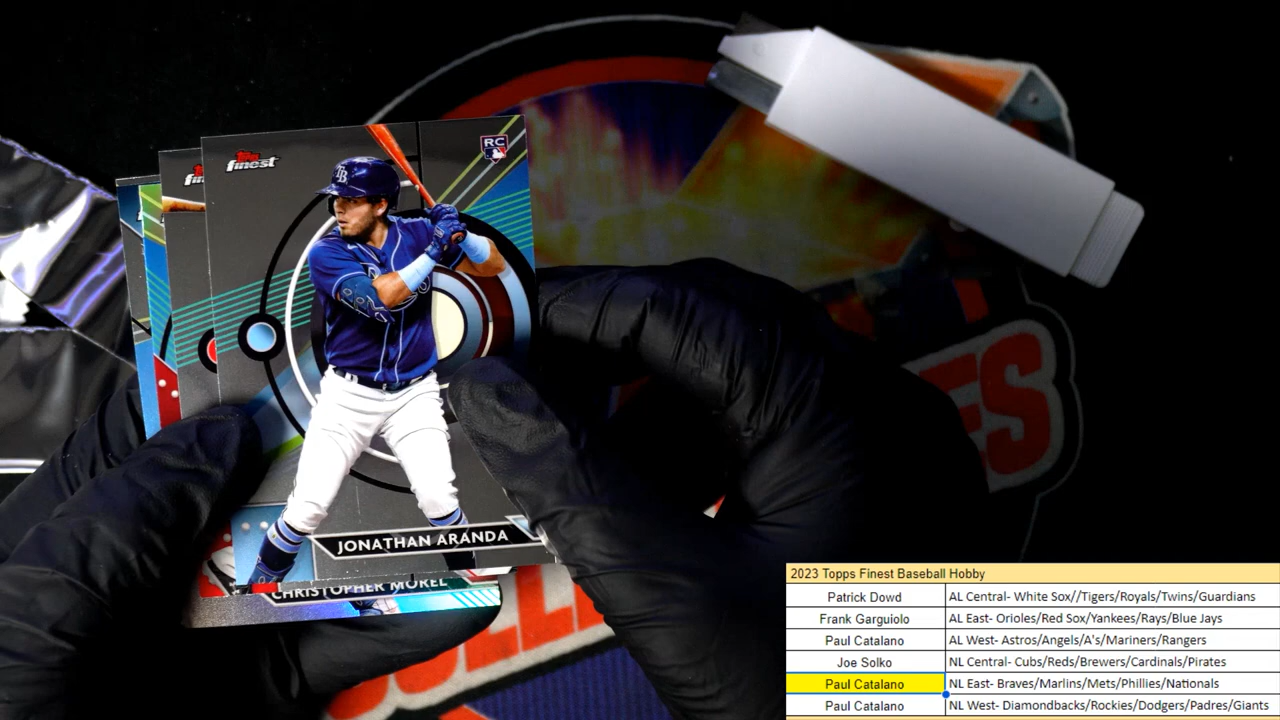 Topps
finest
RC
fin
TB
JONATHAN ARANDA
CHRISTOPHER MOREL
ES
2023 Topps Finest Baseball Hobby
Patrick Dowd AL Central- White Sox//Tigers/Royals/Twins/Guardians
Frank Garguiolo AL East- Orioles/Red Sox/Yankees/Rays/Blue Jays
Paul Catalano AL West- Astros/Angels/A's/Mariners/Rangers
Joe Solko NL Central- Cubs/Reds/Brewers/Cardinals/Pirates
Paul Catalano NL East- Braves/Marlins/Mets/Phillies/Nationals
Paul Catalano NL West- Diamondbacks/Rockies/Dodgers/Padres/Giants